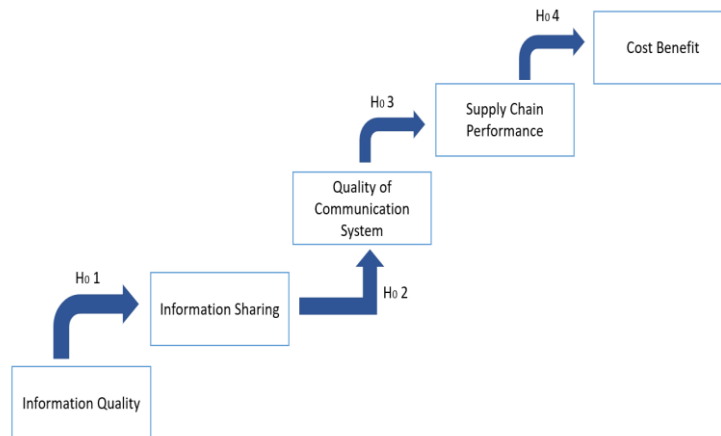 H₀ 4
Cost Benefit
H₀ 3
Supply Chain
Performance
Quality of
Communication
System
H₀ 1
Information Sharing
H₀ 2
Information Quality